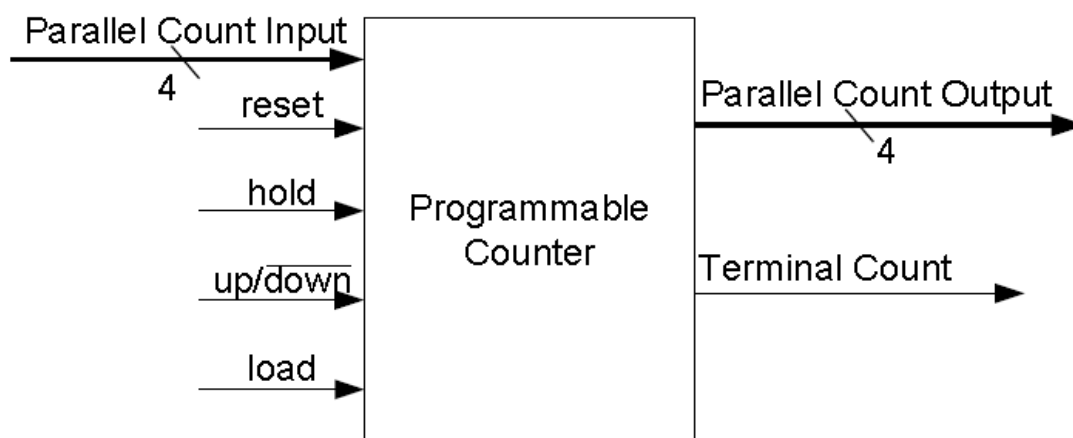 Parallel Count Input
4
reset
hold
up/down
load
Programmable
Counter
Parallel Count Output
4
Terminal Count